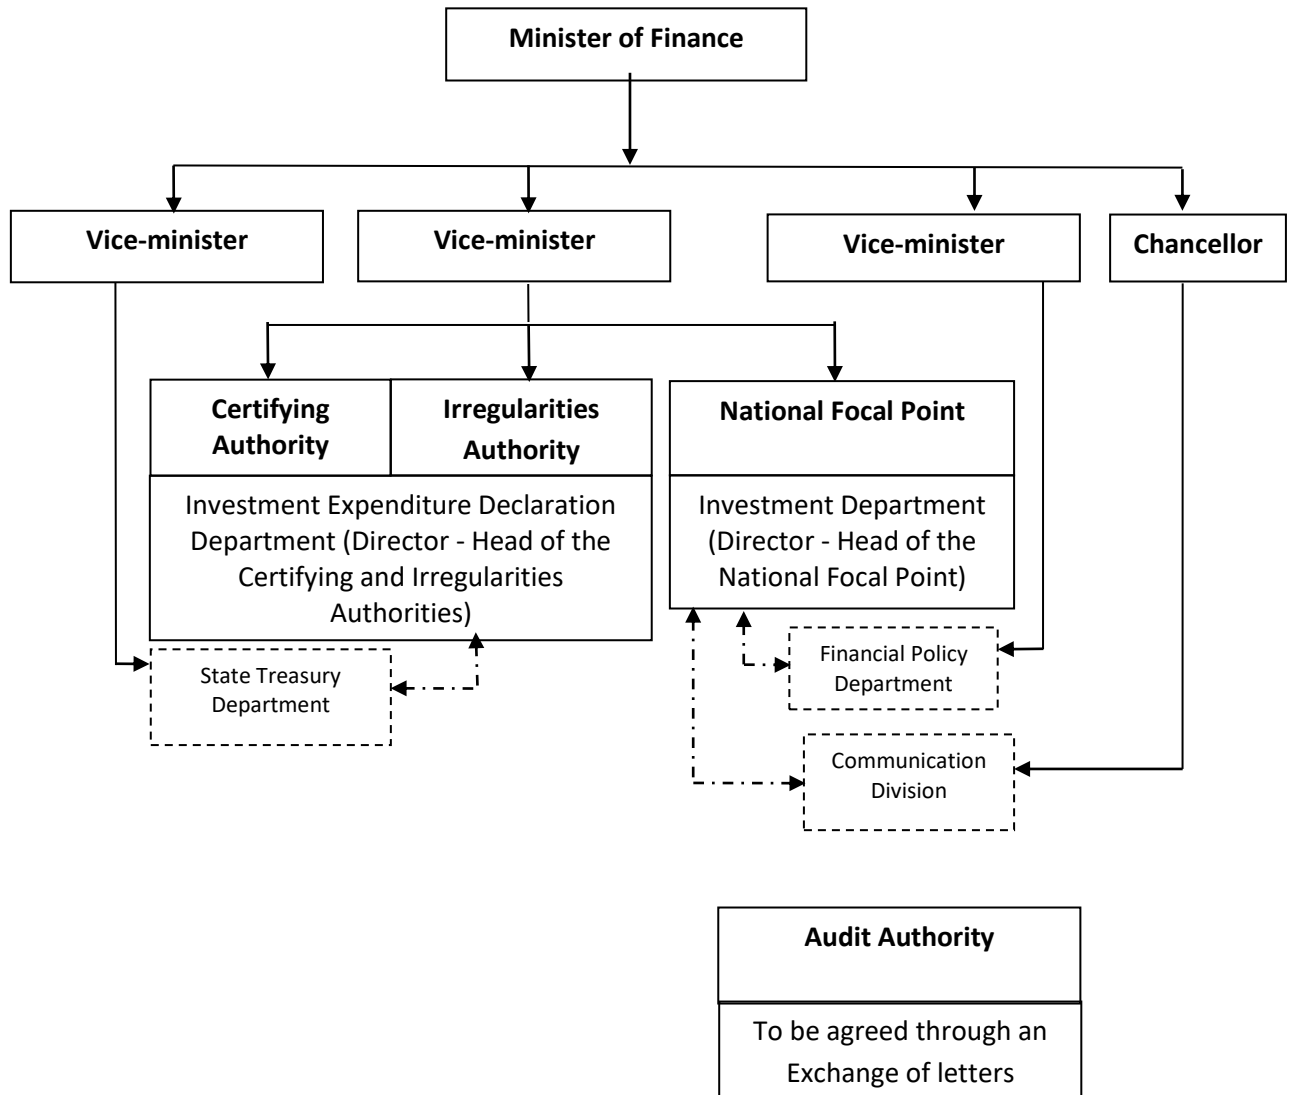 Minister of Finance
Vice-minister
Vice-minister
Vice-minister
Chancellor
Certifying
Authority
Irregularities
Authority
National Focal Point
Investment Expenditure Declaration
Department (Director - Head of the
Certifying and Irregularities
Authorities)
Investment Department
(Director - Head of the
National Focal Point)
State Treasury
Department
Financial Policy
Department
Communication
Division
Audit Authority
To be agreed through an
Exchange of letters